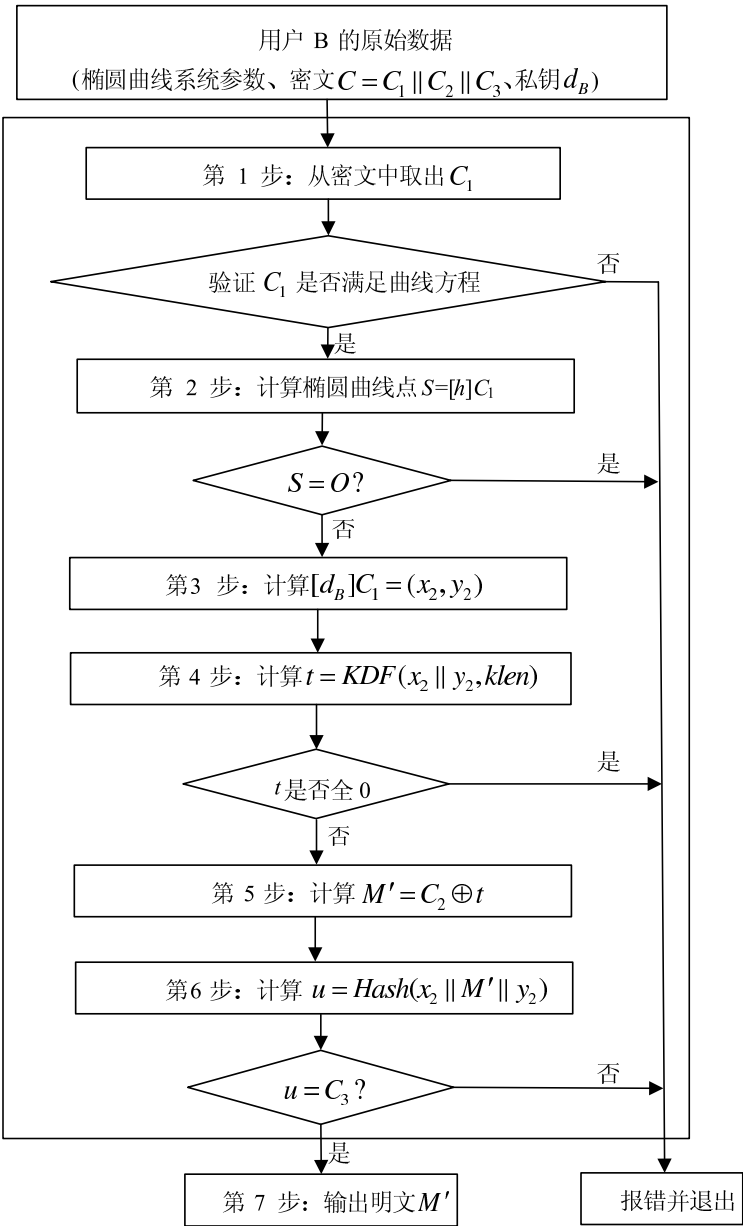 用户 B 的原始数据
(椭圆曲线系统参数、密文C=C₁||C₂||C₃、私钥d_B)
第 1 步：从密文中取出C₁
验证 C₁ 是否满足曲线方程
否
是
第 2 步：计算椭圆曲线点 S=[h]C₁
S=O?
是
否
第3 步：计算[d_B]C₁=(x₂,y₂)
第 4 步：计算t=KDF(x₂||y₂,klen)
t是否全0
是
否
第 5 步：计算 M′=C₂⊕t
第6 步：计算 u=Hash(x₂||M′||y₂)
u=C₃?
否
是
第 7 步：输出明文M′
报错并退出